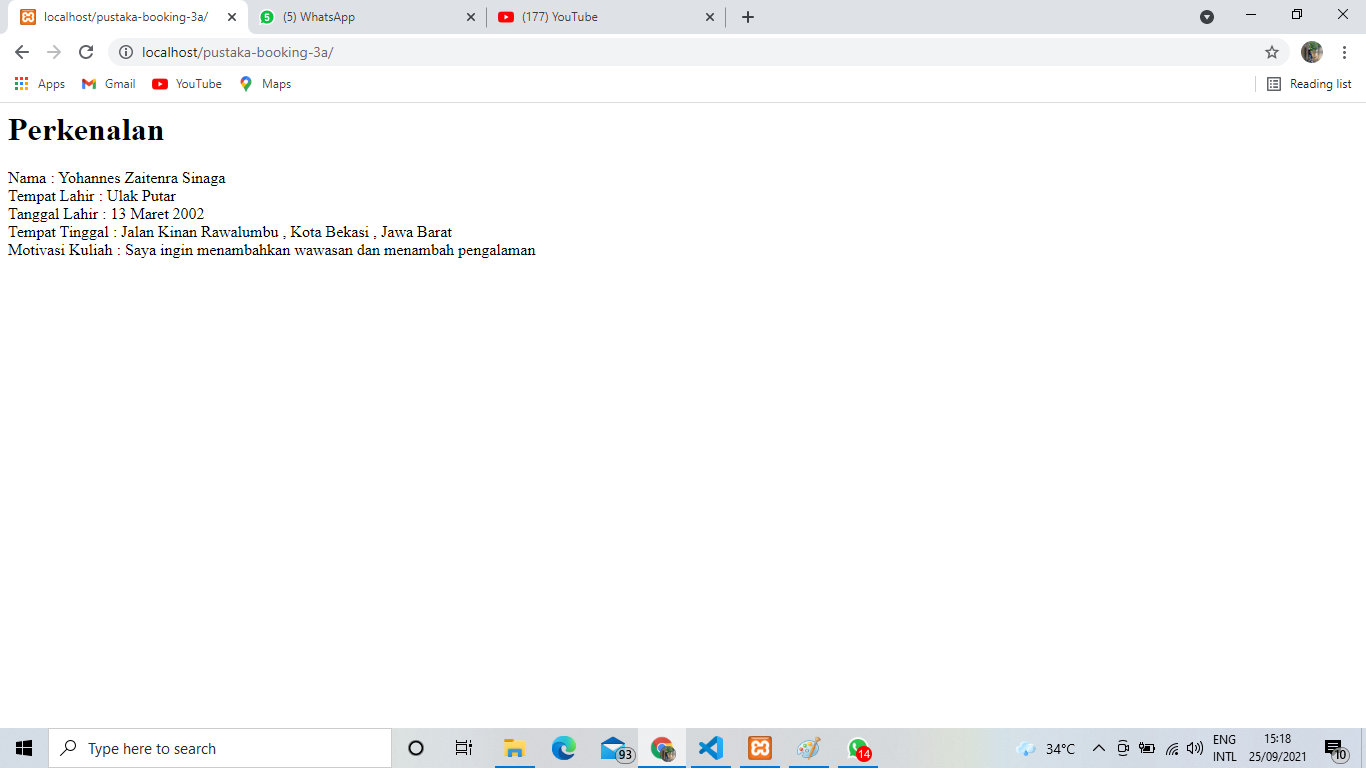 localhost/pustaka-booking-3a/
(5) WhatsApp
(177) YouTube
localhost/pustaka-booking-3a/
Apps Gmail YouTube Maps Reading list
Perkenalan
Nama : Yohannes Zaitenra Sinaga
Tempat Lahir : Ulak Putar
Tanggal Lahir : 13 Maret 2002
Tempat Tinggal : Jalan Kinan Rawalumbu , Kota Bekasi , Jawa Barat
Motivasi Kuliah : Saya ingin menambahkan wawasan dan menambah pengalaman
Type here to search
93
14
34°C
ENG
INTL
15:18
25/09/2021
10